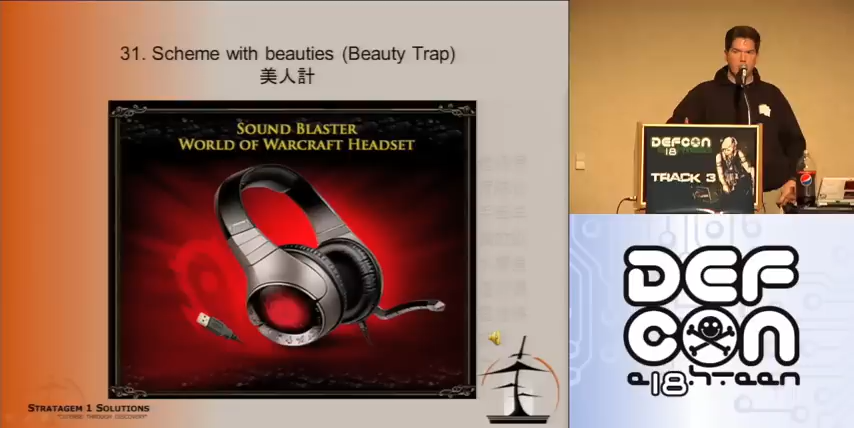 31. Scheme with beauties (Beauty Trap)
美人計
SOUND BLASTER
WORLD OF WARCRAFT HEADSET
STRATAGEM 1 SOLUTIONS
DEFCON
18
TRACK 3
DEF
CON
e18hteen